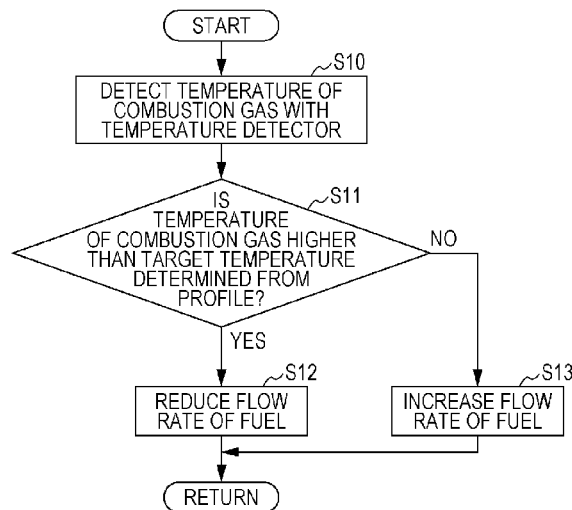 START
S10
DETECT TEMPERATURE OF
COMBUSTION GAS WITH
TEMPERATURE DETECTOR
S11
IS
TEMPERATURE
OF COMBUSTION GAS HIGHER
THAN TARGET TEMPERATURE
DETERMINED FROM
PROFILE?
NO
YES
S12
REDUCE FLOW
RATE OF FUEL
S13
INCREASE FLOW
RATE OF FUEL
RETURN